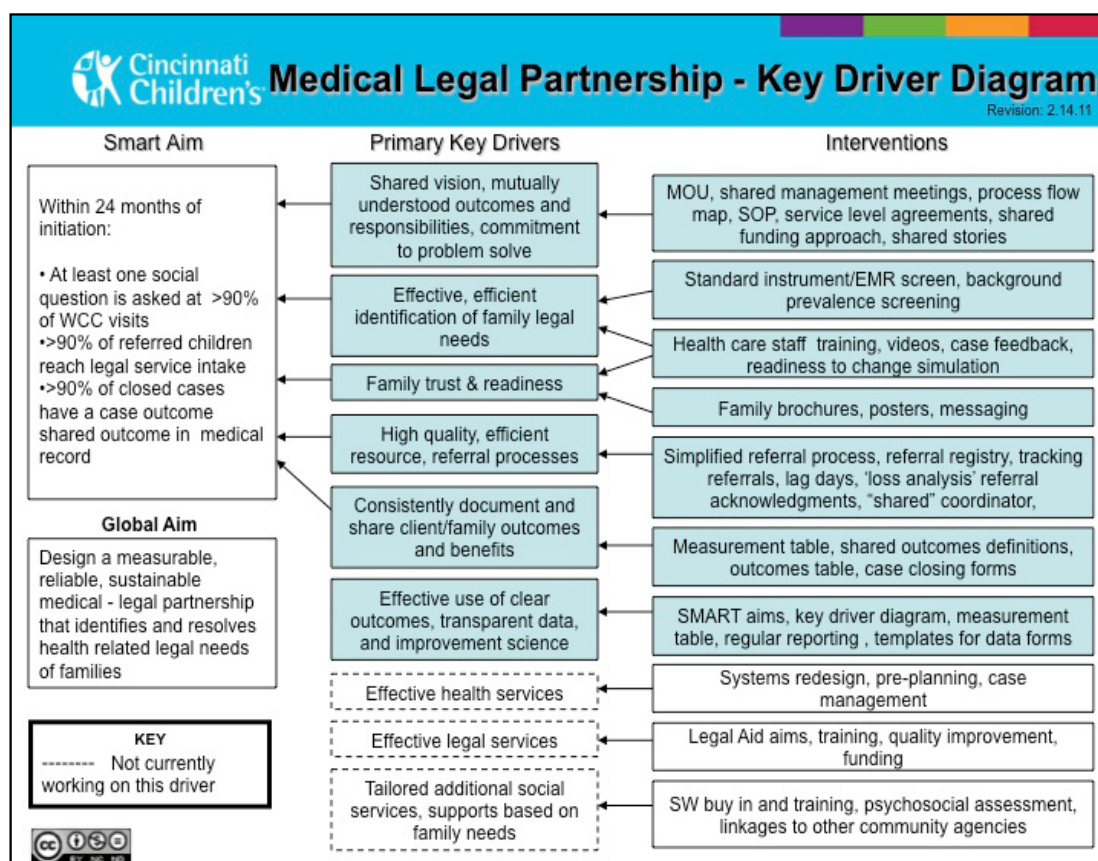 Cincinnati
Children's
Medical Legal Partnership - Key Driver Diagram
Revision: 2.14.11
Smart Aim
Within 24 months of
initiation:
• At least one social
question is asked at >90%
of WCC visits
•>90% of referred children
reach legal service intake
•>90% of closed cases
have a case outcome
shared outcome in medical
record
Global Aim
Design a measurable,
reliable, sustainable
medical - legal partnership
that identifies and resolves
health related legal needs
of families
KEY
-------- Not currently
working on this driver
cc
BY NC ND
Primary Key Drivers
Shared vision, mutually
understood outcomes and
responsibilities, commitment
to problem solve
Effective, efficient
identification of family legal
needs
Family trust & readiness
High quality, efficient
resource, referral processes
Consistently document and
share client/family outcomes
and benefits
Effective use of clear
outcomes, transparent data,
and improvement science
Effective health services
Effective legal services
Tailored additional social
services, supports based on
family needs
Interventions
MOU, shared management meetings, process flow
map, SOP, service level agreements, shared
funding approach, shared stories
Standard instrument/EMR screen, background
prevalence screening
Health care staff training, videos, case feedback,
readiness to change simulation
Family brochures, posters, messaging
Simplified referral process, referral registry, tracking
referrals, lag days, 'loss analysis' referral
acknowledgments, "shared" coordinator,
Measurement table, shared outcomes definitions,
outcomes table, case closing forms
SMART aims, key driver diagram, measurement
table, regular reporting , templates for data forms
Systems redesign, pre-planning, case
management
Legal Aid aims, training, quality improvement,
funding
SW buy in and training, psychosocial assessment,
linkages to other community agencies